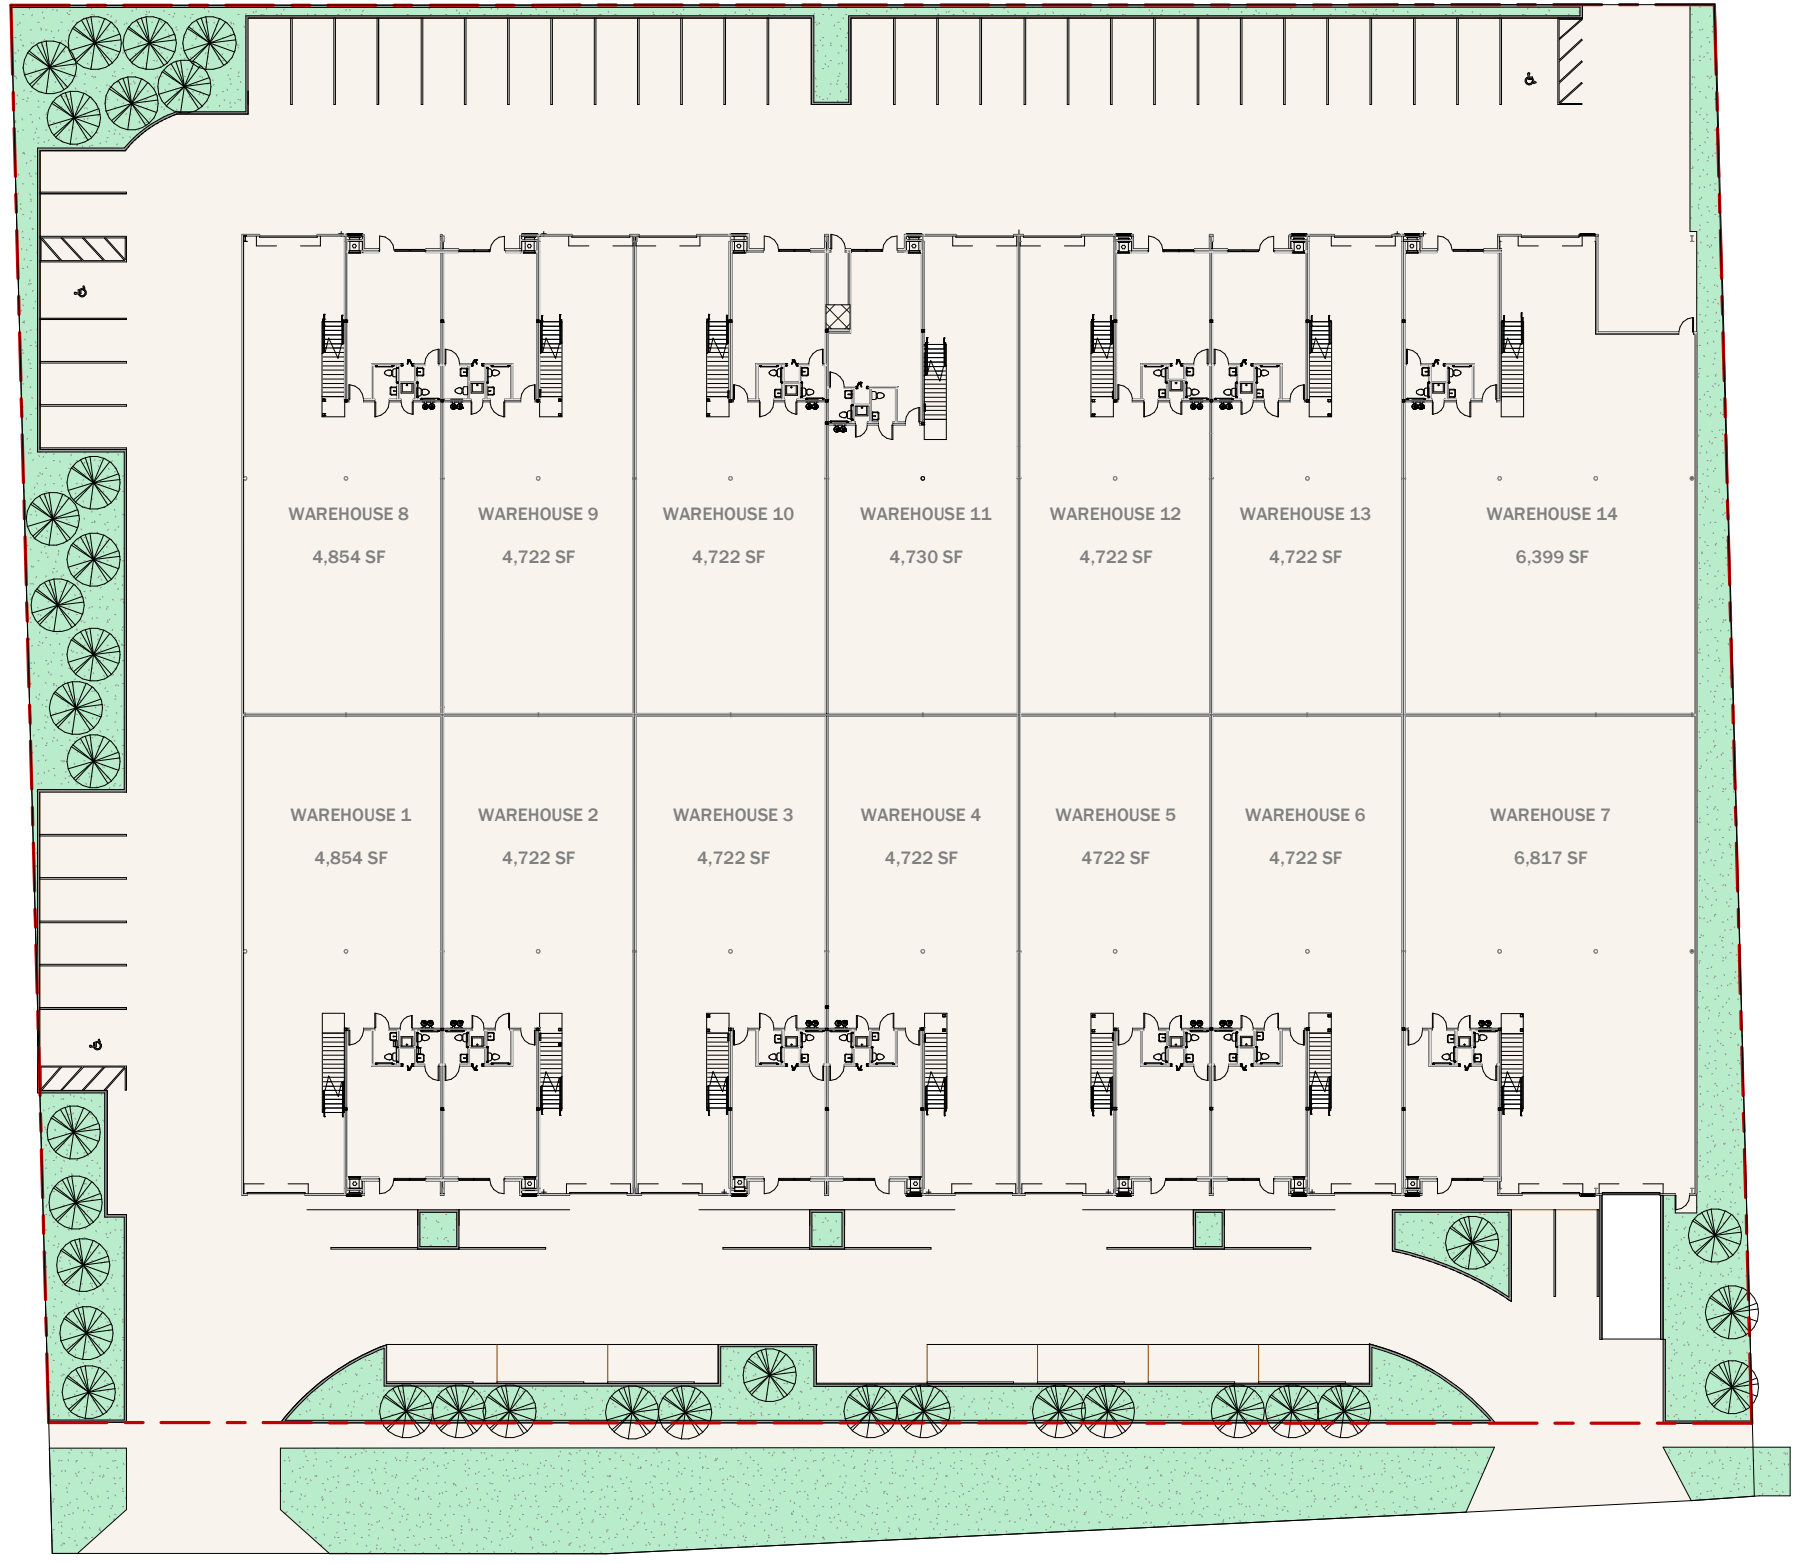 WAREHOUSE 8
4,854 SF
WAREHOUSE 9
4,722 SF
WAREHOUSE 10
4,722 SF
WAREHOUSE 11
4,730 SF
WAREHOUSE 12
4,722 SF
WAREHOUSE 13
4,722 SF
WAREHOUSE 14
6,399 SF
WAREHOUSE 1
4,854 SF
WAREHOUSE 2
4,722 SF
WAREHOUSE 3
4,722 SF
WAREHOUSE 4
4,722 SF
WAREHOUSE 5
4722 SF
WAREHOUSE 6
4,722 SF
WAREHOUSE 7
6,817 SF